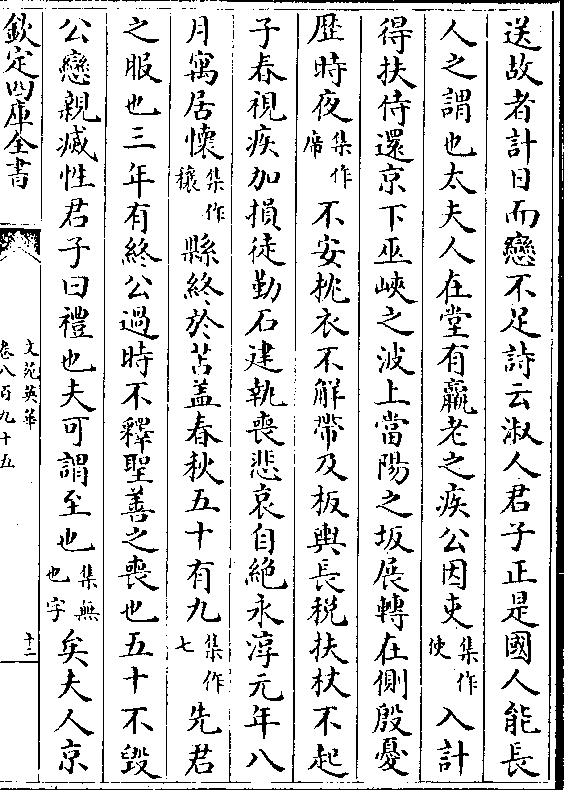 送故者計日而戀不足詩云淑人君子正是國人能長
人之謂也太夫人在堂有羸老之疾公因吏集作使入計
得扶侍還京下巫峽之波上當陽之坂展轉在側殷憂
歷時夜集作席不安挑衣不解帶及板輿長稅扶杖不起
子春視疾加損徒勤石建執喪悲哀自絶永淳元年八
月寓居懐集作穰縣終於苫盖春秋五十有九集作七先君
之服也三年有終公過時不釋聖善之喪也五十不毀
公戀親滅性君子曰禮也夫可謂至也集無也字矣夫人京
欽定四庫全書
文苑英華
卷八百九十五
十二